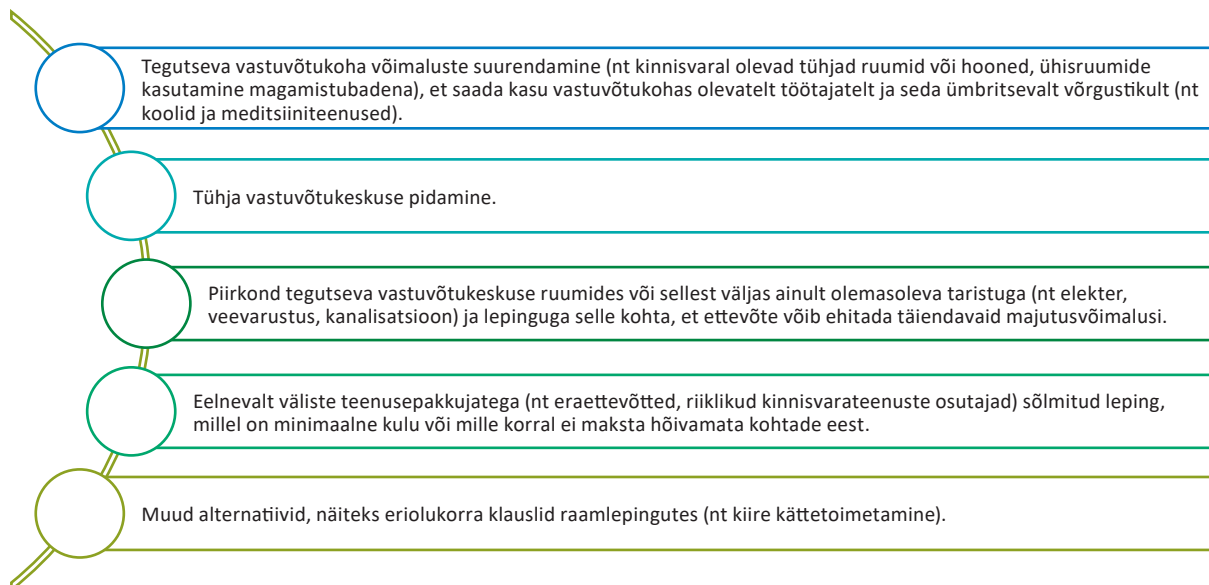 Tegutseva vastuvõtukoha võimaluste suurendamine (nt kinnisvaral olevad tühjad ruumid või hooned, ühisruumide
kasutamine magamistubadena), et saada kasu vastuvõtukohas olevatelt töötajatelt ja seda ümbritsevalt võrgustikult (nt
koolid ja meditsiiniteenused).
Tühja vastuvõtukeskuse pidamine.
Piirkond tegutseva vastuvõtukeskuse ruumides või sellest väljas ainult olemasoleva taristuga (nt elekter,
veevarustus, kanalisatsioon) ja lepinguga selle kohta, et ettevõte võib ehitada täiendavaid majutusvõimalusi.
Eelnevalt väliste teenusepakkujatega (nt eraettevõtted, riiklikud kinnisvarateenuste osutajad) sõlmitud leping,
millel on minimaalne kulu või mille korral ei maksta hõivamata kohtade eest.
Muud alternatiivid, näiteks eriolukorra klauslid raamlepingutes (nt kiire kättetoimetamine).